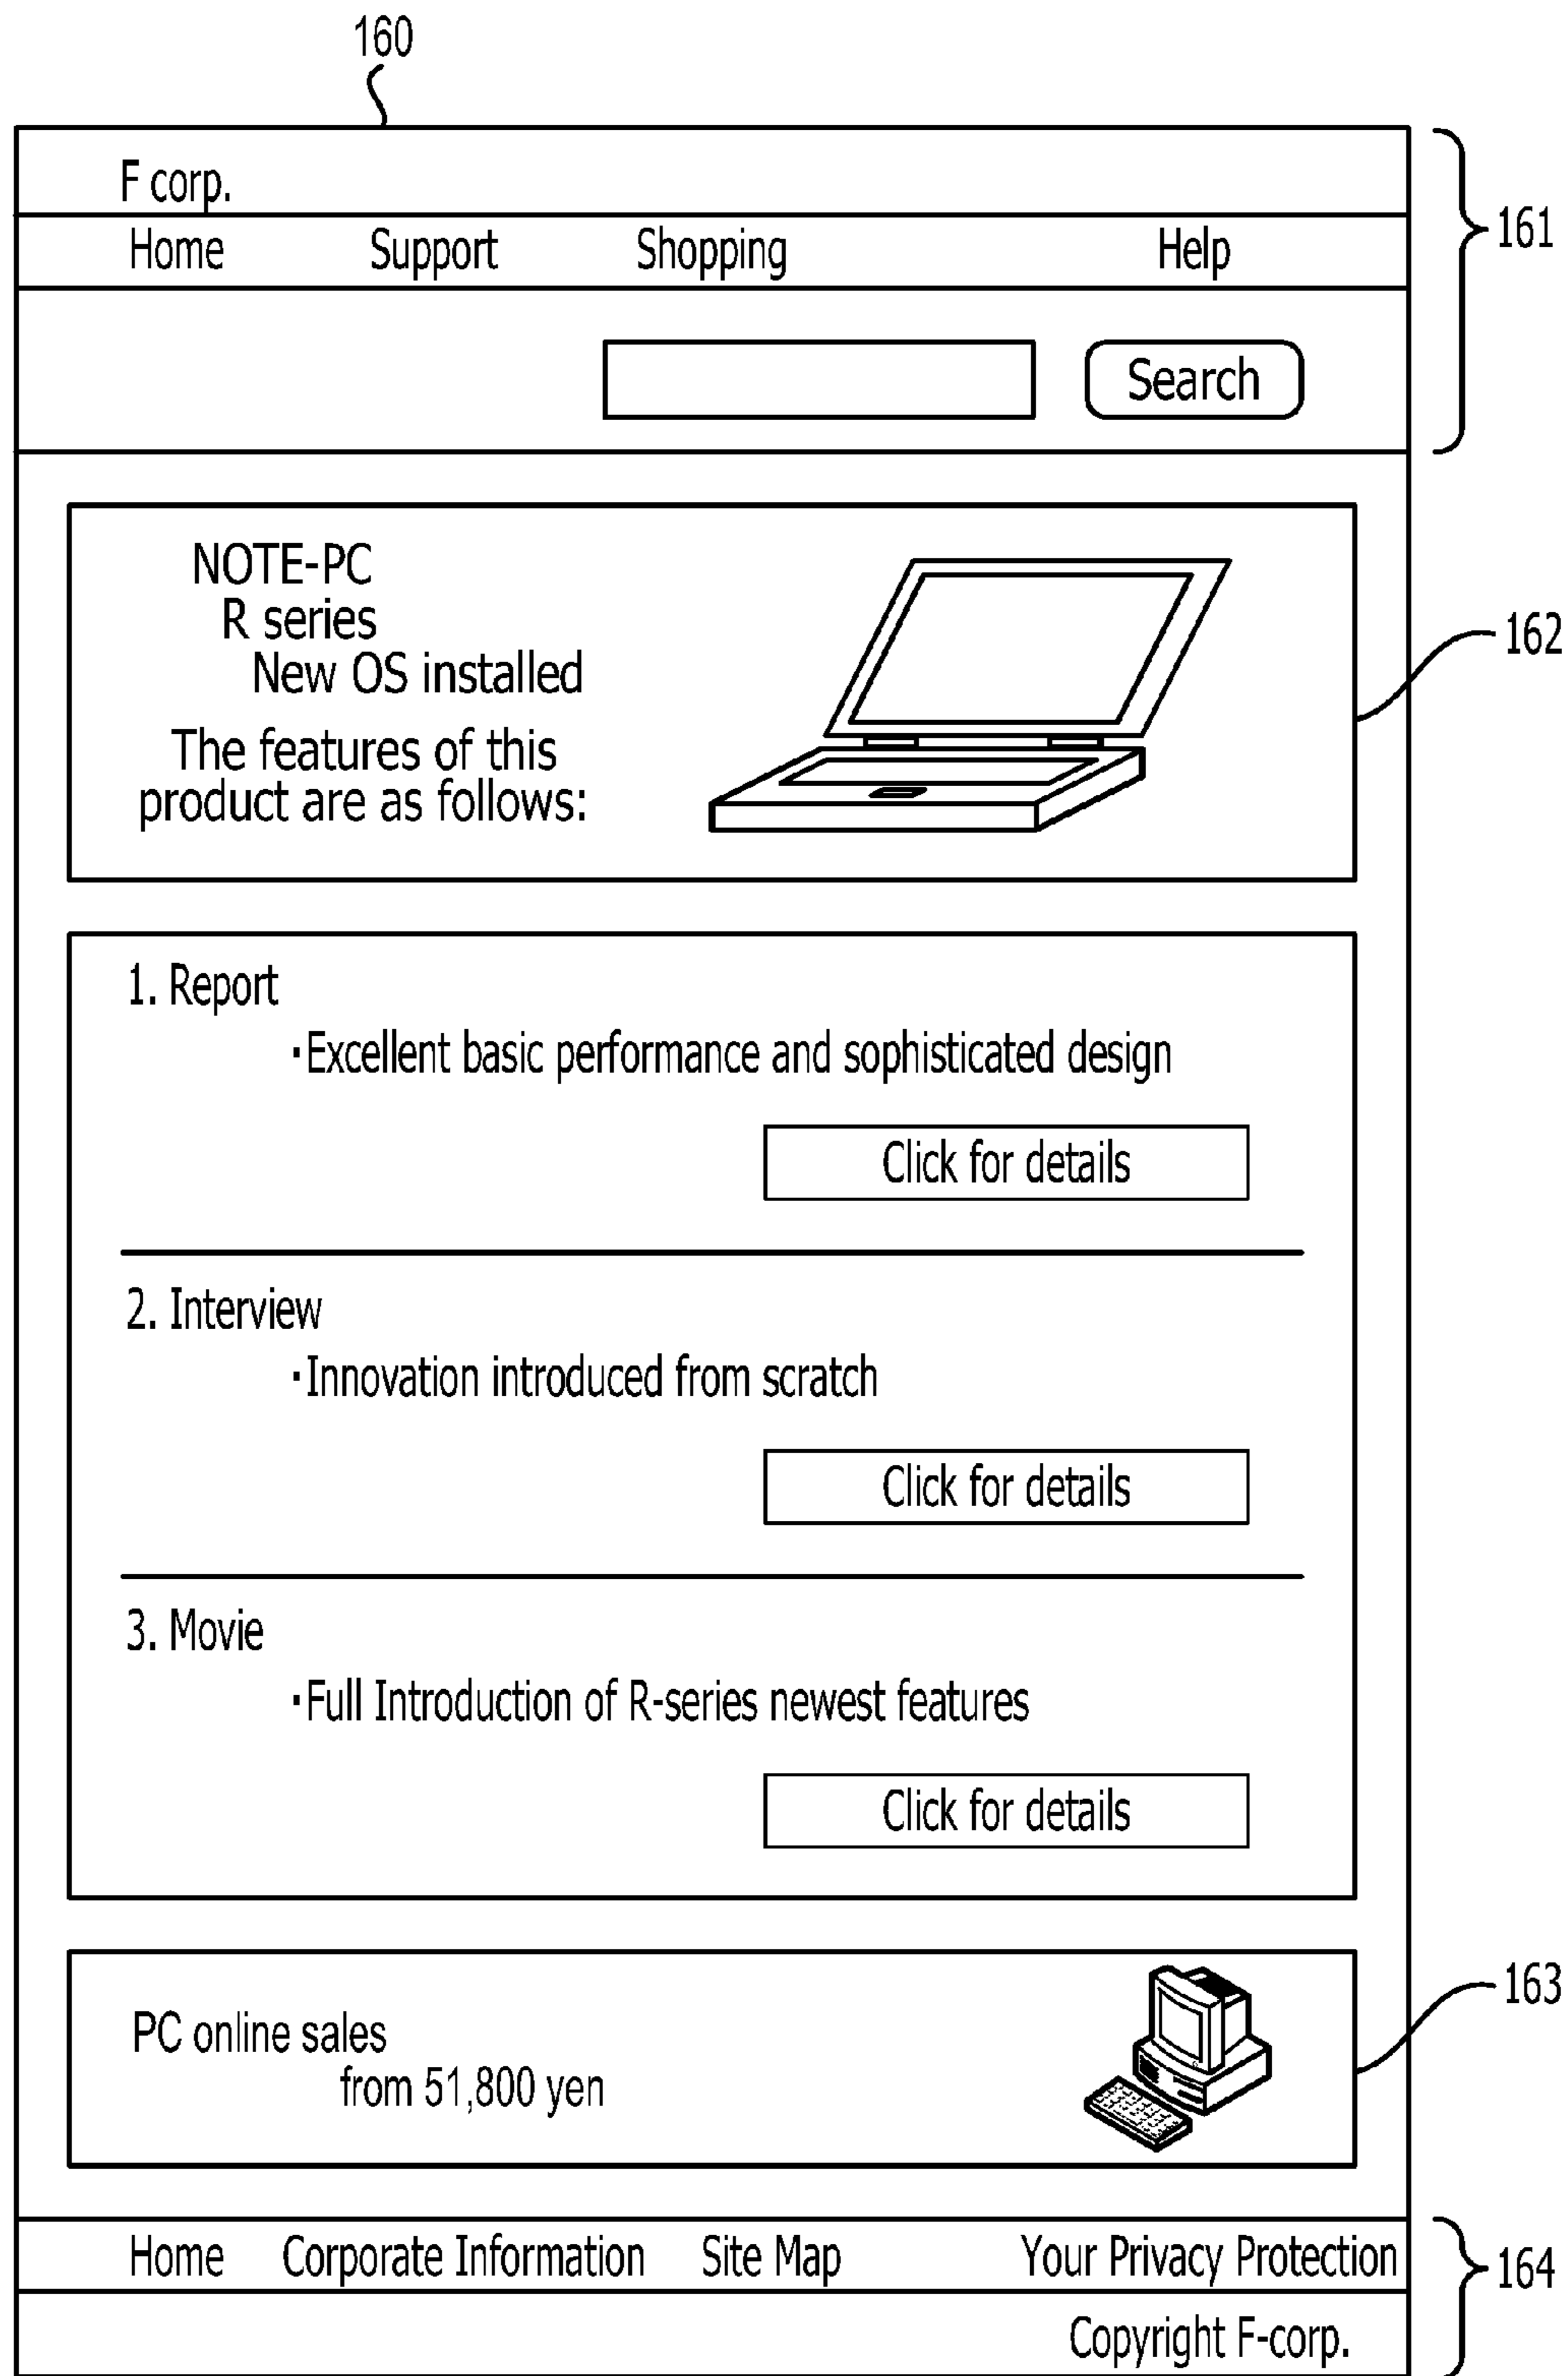 160
F corp.
161
Home Support Shopping Help
Search
NOTE-PC
R series
162
New OS installed
The features of this
product are as follows:
1. Report
·Excellent basic performance and sophisticated design
Click for details
2. Interview
·Innovation introduced from scratch
Click for details
3. Movie
·Full Introduction of R-series newest features
Click for details
163
PC online sales
from 51,800 yen
Home Corporate Information Site Map Your Privacy Protection
164
Copyright F-corp.